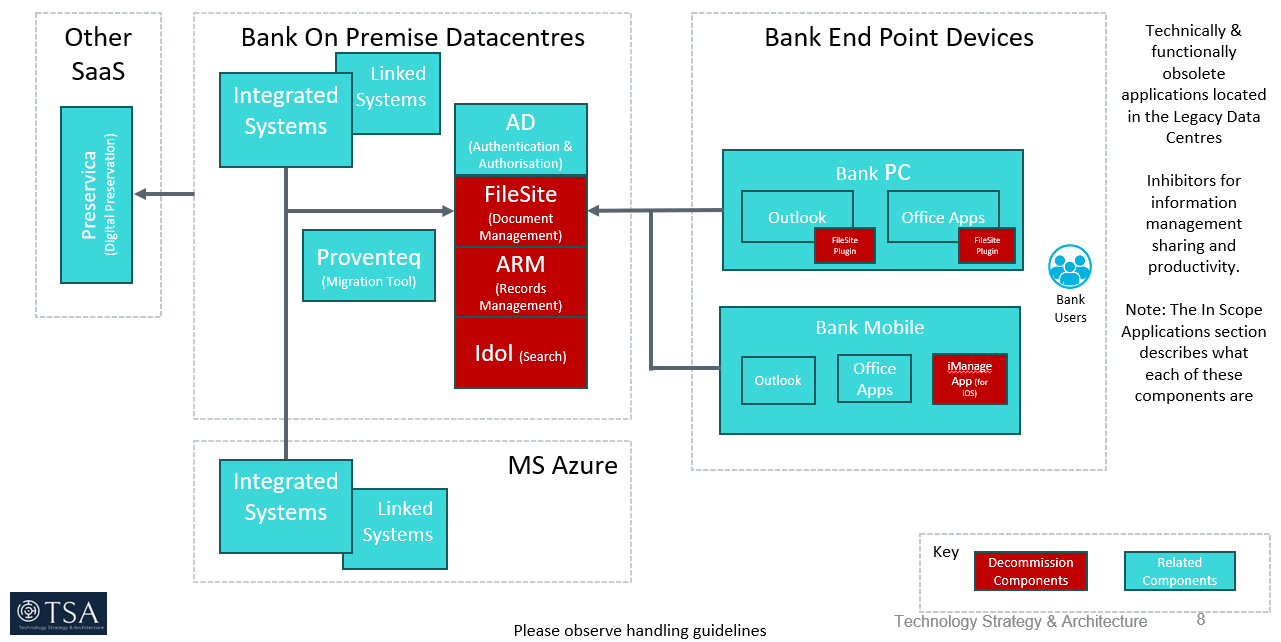 Other
SaaS
Preservica
(Digital Preservation)
Bank On Premise Datacentres
Linked
Systems
Integrated
Systems
AD
(Authentication &
Authorisation)
FileSite
(Document
Management)
ARM
(Records
Management)
Idol (Search)
Proventeq
(Migration Tool)
MS Azure
Integrated
Systems
Linked
Systems
Bank End Point Devices
Bank PC
Outlook
FileSite
Plugin
Office Apps
FileSite
Plugin
Bank Mobile
Outlook
Office
Apps
iManage
App (for
iOS)
Bank
Users
Technically &
functionally
obsolete
applications located
in the Legacy Data
Centres
Inhibitors for
information
management
sharing and
productivity.
Note: The In Scope
Applications section
describes what
each of these
components are
Key
Decommission
Components
Related
Components
TSA
Technology Strategy & Architecture
Please observe handling guidelines
Technology Strategy & Architecture
8